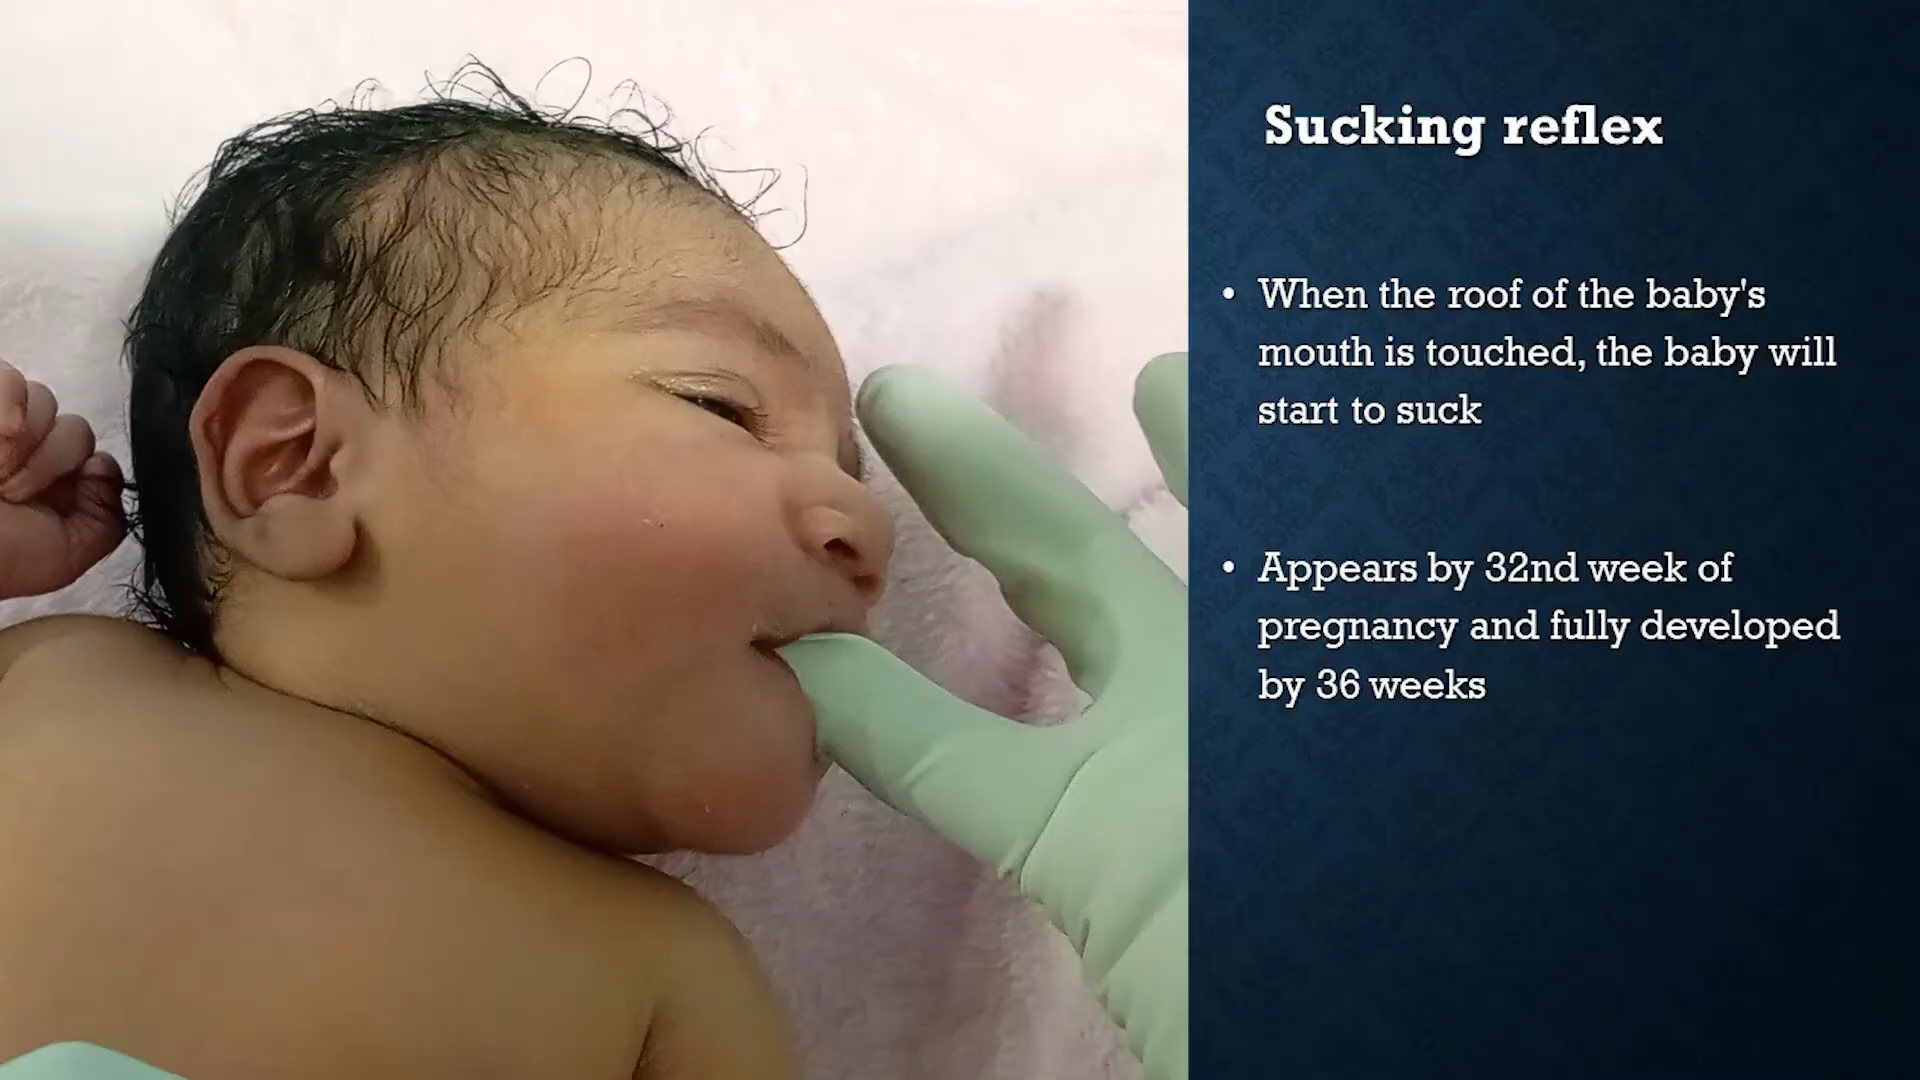 Sucking reflex
• When the roof of the baby's
mouth is touched, the baby will
start to suck
• Appears by 32nd week of
pregnancy and fully developed
by 36 weeks